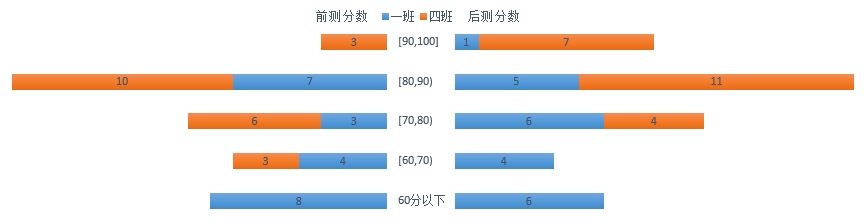 前测分数 一班 四班 后测分数
3 [90,100] 1 7
10 7 [80,90) 5 11
6 3 [70,80) 6 4
3 4 [60,70) 4
8 60分以下 6